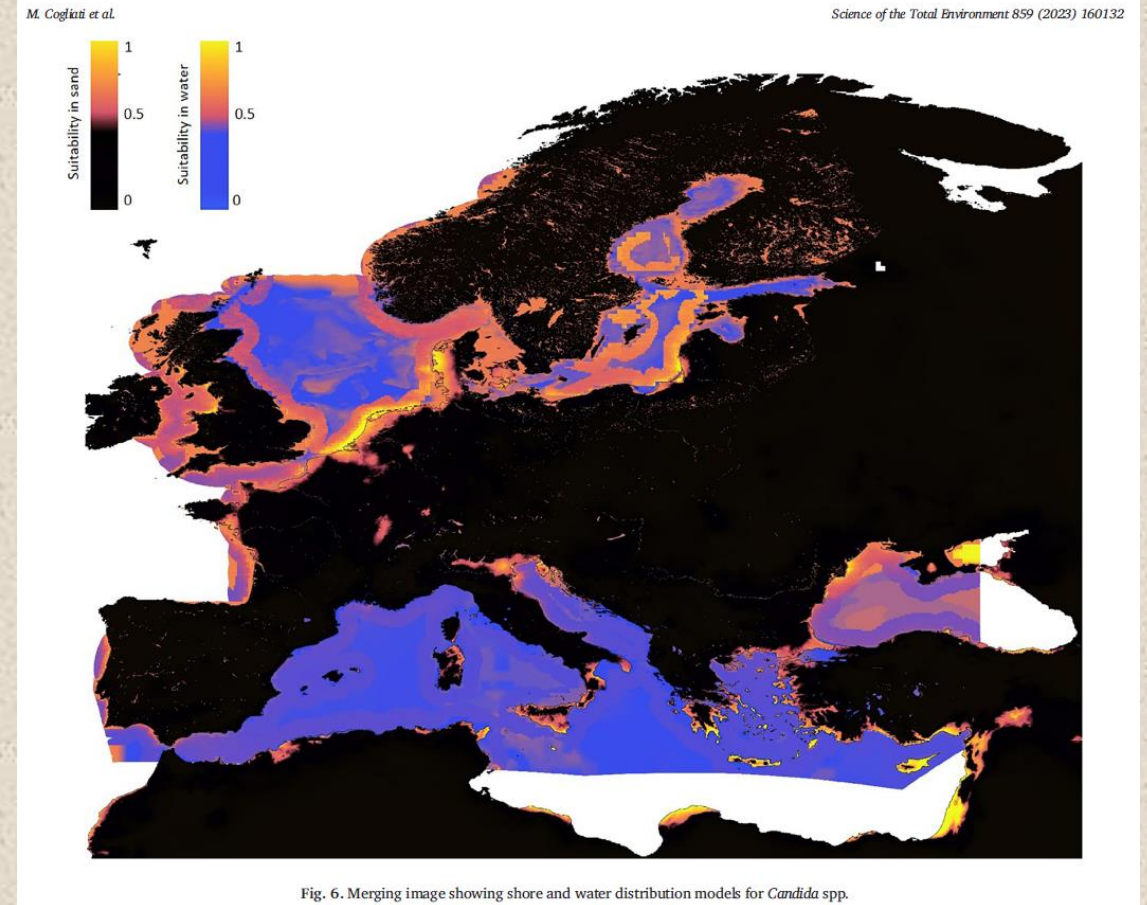 M. Cogliati et al.
Science of the Total Environment 859 (2023) 160132
Suitability in sand
1
0.5
0
Suitability in water
1
0.5
0
Fig. 6. Merging image showing shore and water distribution models for Candida spp.